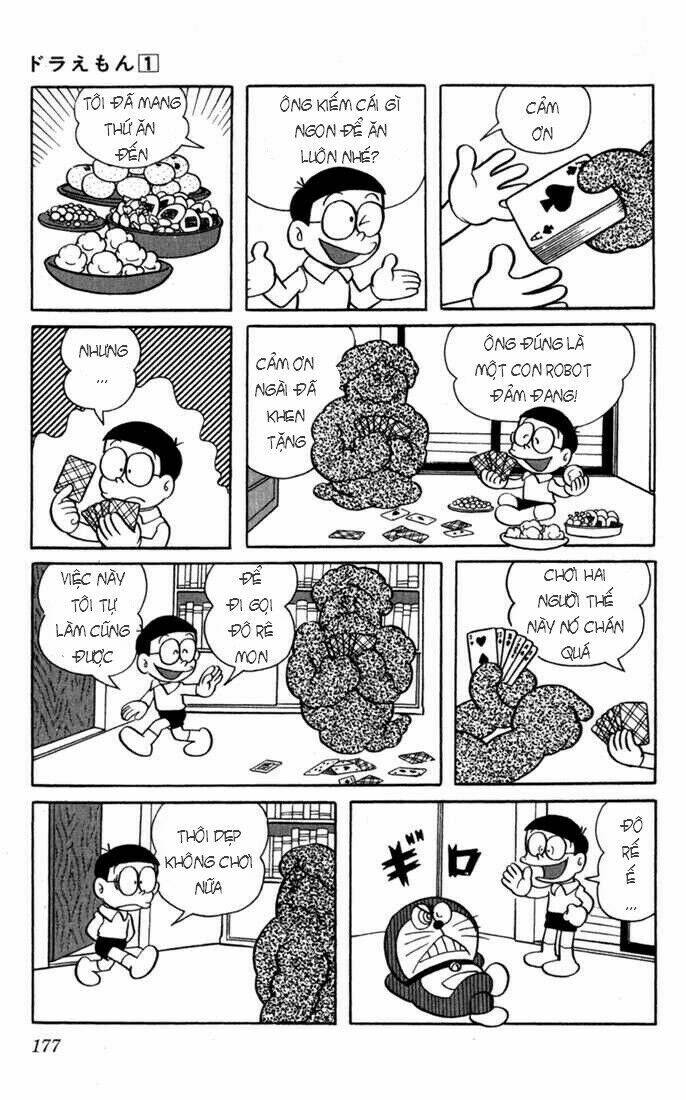 ドラえもん 1
CẢM
ƠN
A
ÔNG KIẾM CÁI GÌ
NGON ĐỂ ĂN
LUÔN NHÉ?
TÔI ĐÃ MANG
THỨ ĂN
ĐẾN
ÔNG ĐÚNG LÀ
MỘT CON ROBOT
ĐẢM ĐANG!
CẢM ƠN
NGÀI ĐÃ
KHEN
TẶNG
NHƯNG
...
CHƠI HAI
NGƯỜI THẾ
NÀY NÓ CHÁN
QUÁ
ĐỂ
ĐI GỌI
ĐÔ RÊ
MON
VIỆC NÀY
TÔI TỰ
LÀM CŨNG
ĐƯỢC
ĐÔ
RẾ
Ê
...
ギロ
THÔI DẸP
KHÔNG CHƠI
NỮA
177